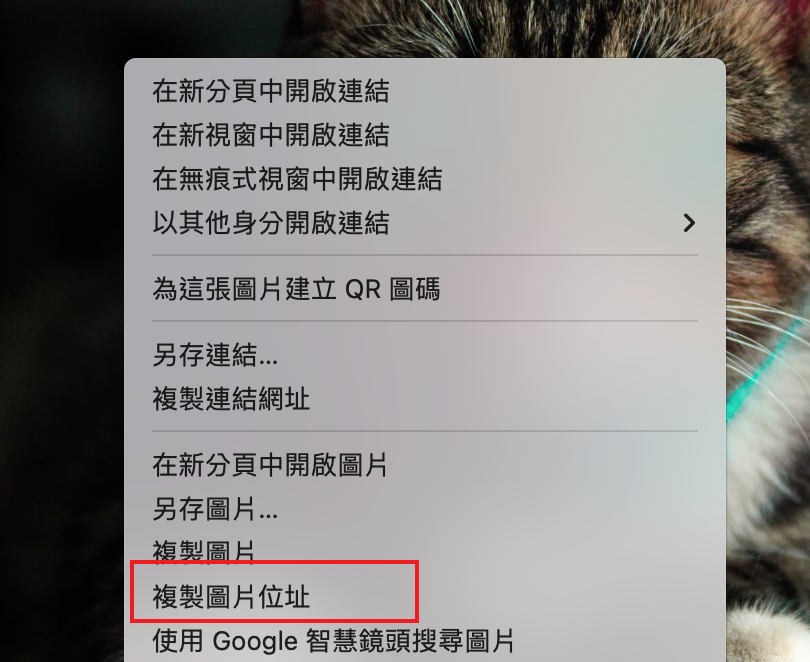 在新分頁中開啟連結
在新視窗中開啟連結
在無痕式視窗中開啟連結
以其他身分開啟連結
為這張圖片建立 QR 圖碼
另存連結...
複製連結網址
在新分頁中開啟圖片
另存圖片...
複製圖片
複製圖片位址
使用 Google 智慧鏡頭搜尋圖片